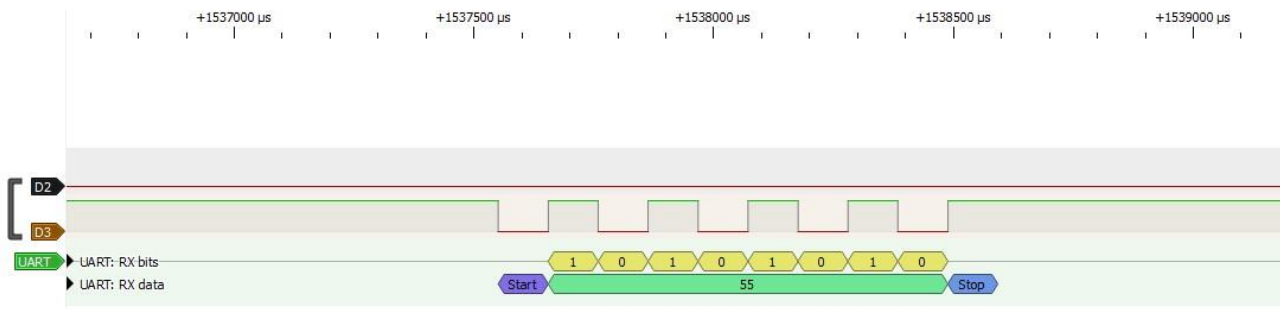 +1537000 µs +1537500 µs +1538000 µs +1538500 µs +1539000 µs
D2
D3
UART UART: RX bits 1 0 1 0 1 0 1 0
UART: RX data Start 55 Stop